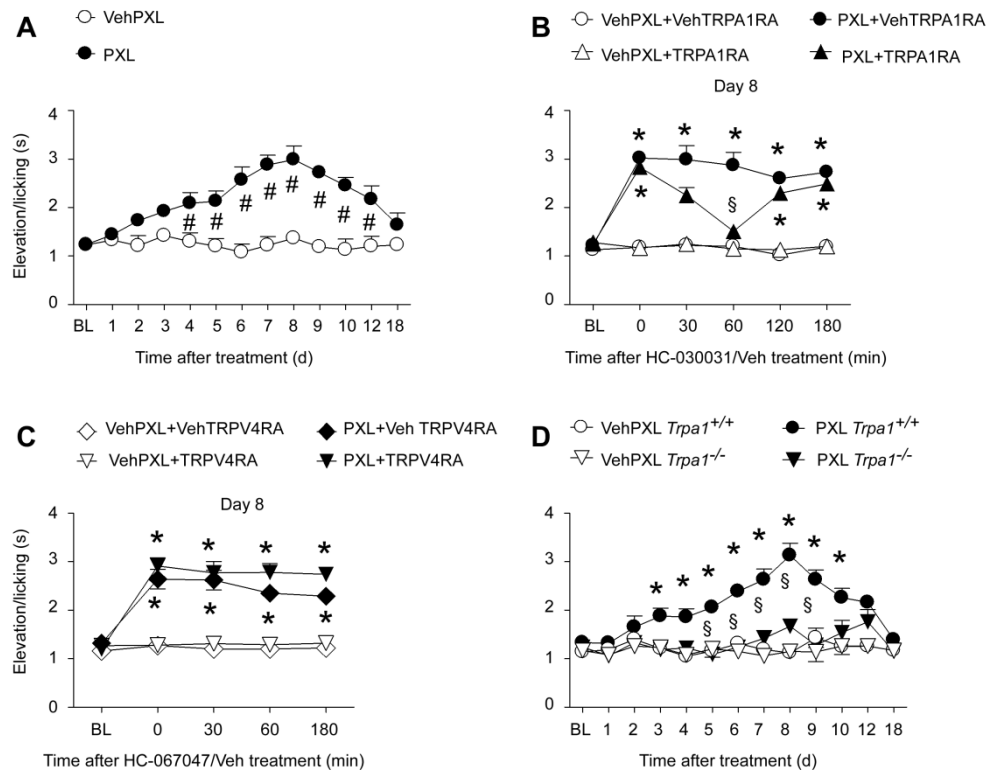 A
VehPXL
PXL
Elevation/licking (s)
4
3
2
1
0
# # # # # # # #
BL 1 2 3 4 5 6 7 8 9 10 12 18
Time after treatment (d)
B
VehPXL+VehTRPA1RA PXL+VehTRPA1RA
VehPXL+TRPA1RA PXL+TRPA1RA
Day 8
4
3
2
1
0
* * * * *
* § * *
BL 0 30 60 120 180
Time after HC-030031/Veh treatment (min)
C
VehPXL+VehTRPV4RA PXL+Veh TRPV4RA
VehPXL+TRPV4RA PXL+TRPV4RA
Day 8
Elevation/licking (s)
4
3
2
1
0
* * * *
* * * *
BL 0 30 60 180
Time after HC-067047/Veh treatment (min)
D
VehPXL Trpa1+/+ PXL Trpa1+/+
VehPXL Trpa1-/- PXL Trpa1-/-
4
3
2
1
0
* * * * * * * *
§ § § § §
BL 1 2 3 4 5 6 7 8 9 10 12 18
Time after treatment (d)